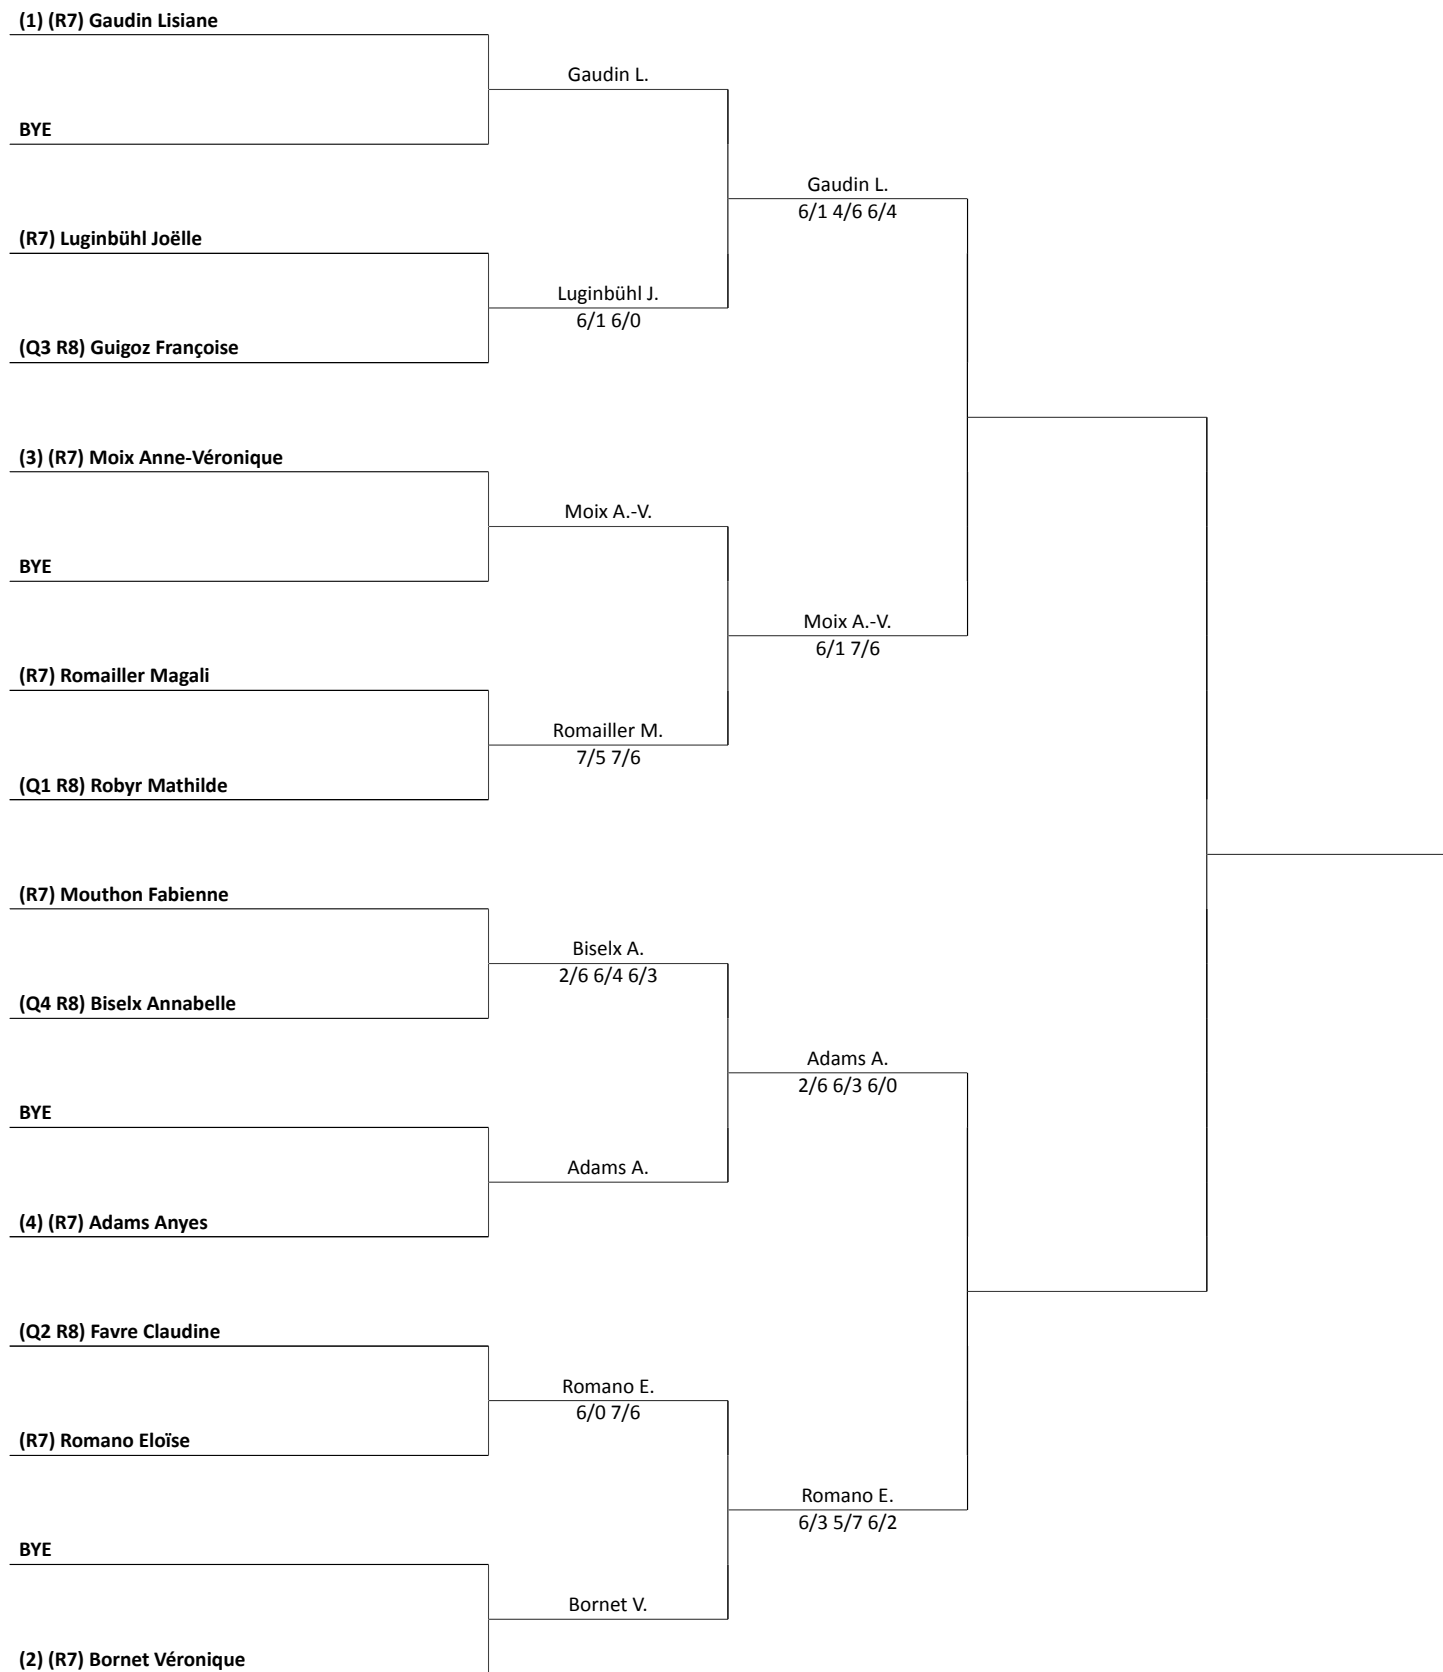 (1) (R7) Gaudin Lisiane
Gaudin L.
BYE
Gaudin L.
6/1 4/6 6/4
(R7) Luginbühl Joëlle
Luginbühl J.
6/1 6/0
(Q3 R8) Guigoz Françoise
(3) (R7) Moix Anne-Véronique
Moix A.-V.
BYE
Moix A.-V.
6/1 7/6
(R7) Romailler Magali
Romailler M.
7/5 7/6
(Q1 R8) Robyr Mathilde
(R7) Mouthon Fabienne
Biselx A.
2/6 6/4 6/3
(Q4 R8) Biselx Annabelle
Adams A.
2/6 6/3 6/0
BYE
Adams A.
(4) (R7) Adams Anyes
(Q2 R8) Favre Claudine
Romano E.
6/0 7/6
(R7) Romano Eloïse
Romano E.
6/3 5/7 6/2
BYE
Bornet V.
(2) (R7) Bornet Véronique